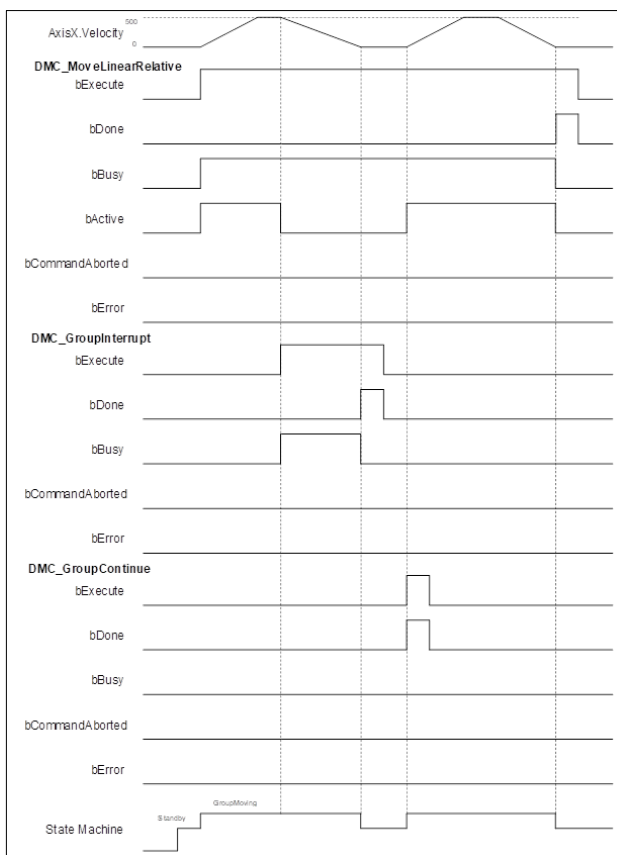 500
AxisX.Velocity
0
DMC_MoveLinearRelative
bExecute
bDone
bBusy
bActive
bCommandAborted
bError
DMC_GroupInterrupt
bExecute
bDone
bBusy
bCommandAborted
bError
DMC_GroupContinue
bExecute
bDone
bBusy
bCommandAborted
bError
GroupMoving
Standby
State Machine